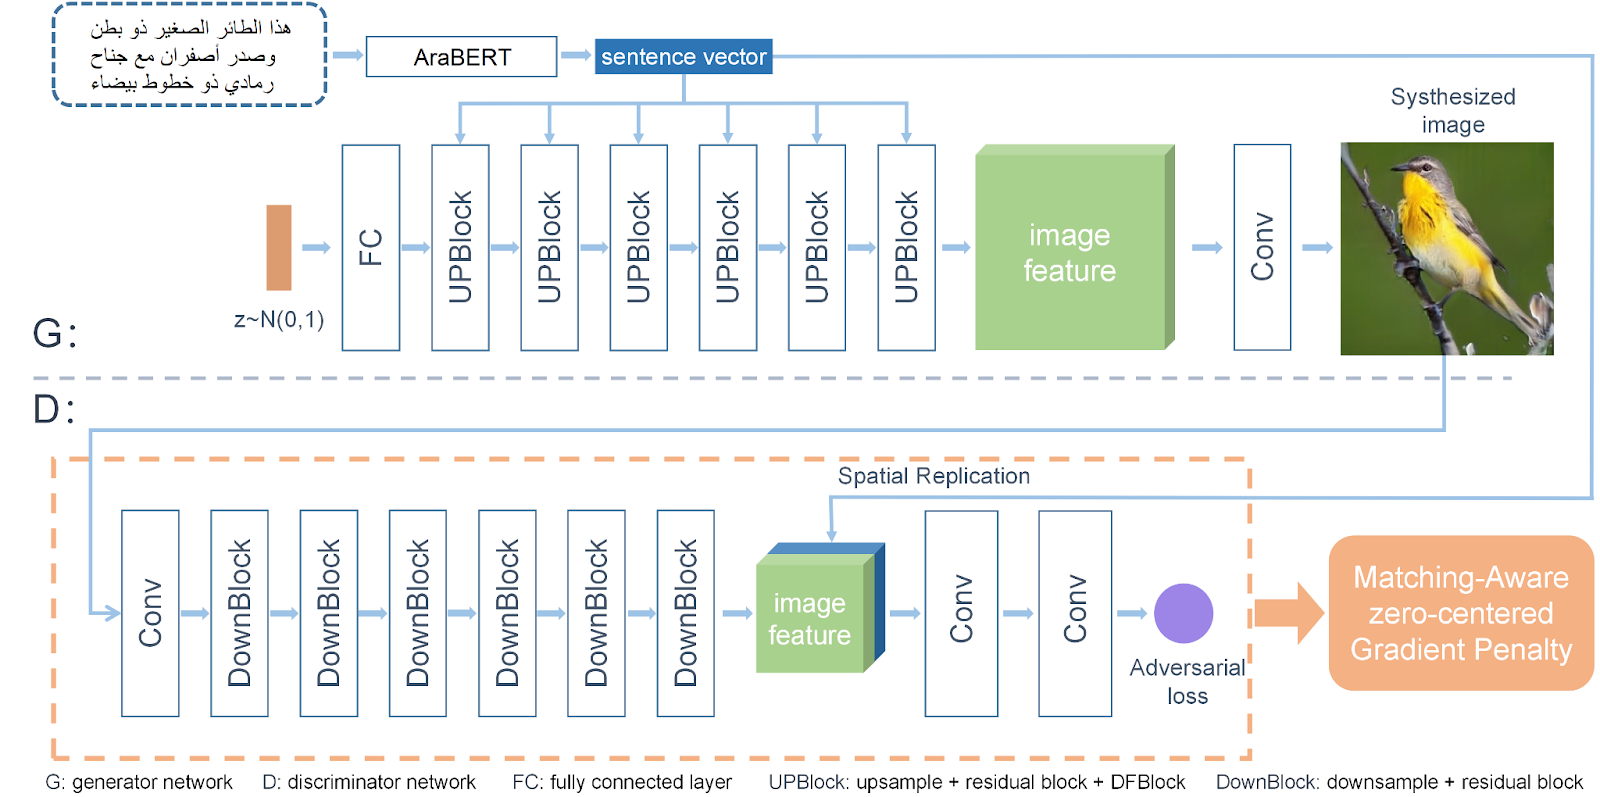 هذا الطائر الصغير ذو بطن
وصدر أصفران مع جناح
رمادي ذو خطوط بيضاء
AraBERT
sentence vector
Systhesized
image
z~N(0,1)
FC
UPBlock
UPBlock
UPBlock
UPBlock
UPBlock
UPBlock
image
feature
Conv
G:
D:
Spatial Replication
Conv
DownBlock
DownBlock
DownBlock
DownBlock
DownBlock
DownBlock
image
feature
Conv
Conv
Adversarial
loss
Matching-Aware
zero-centered
Gradient Penalty
G: generator network D: discriminator network FC: fully connected layer UPBlock: upsample + residual block + DFBlock DownBlock: downsample + residual block